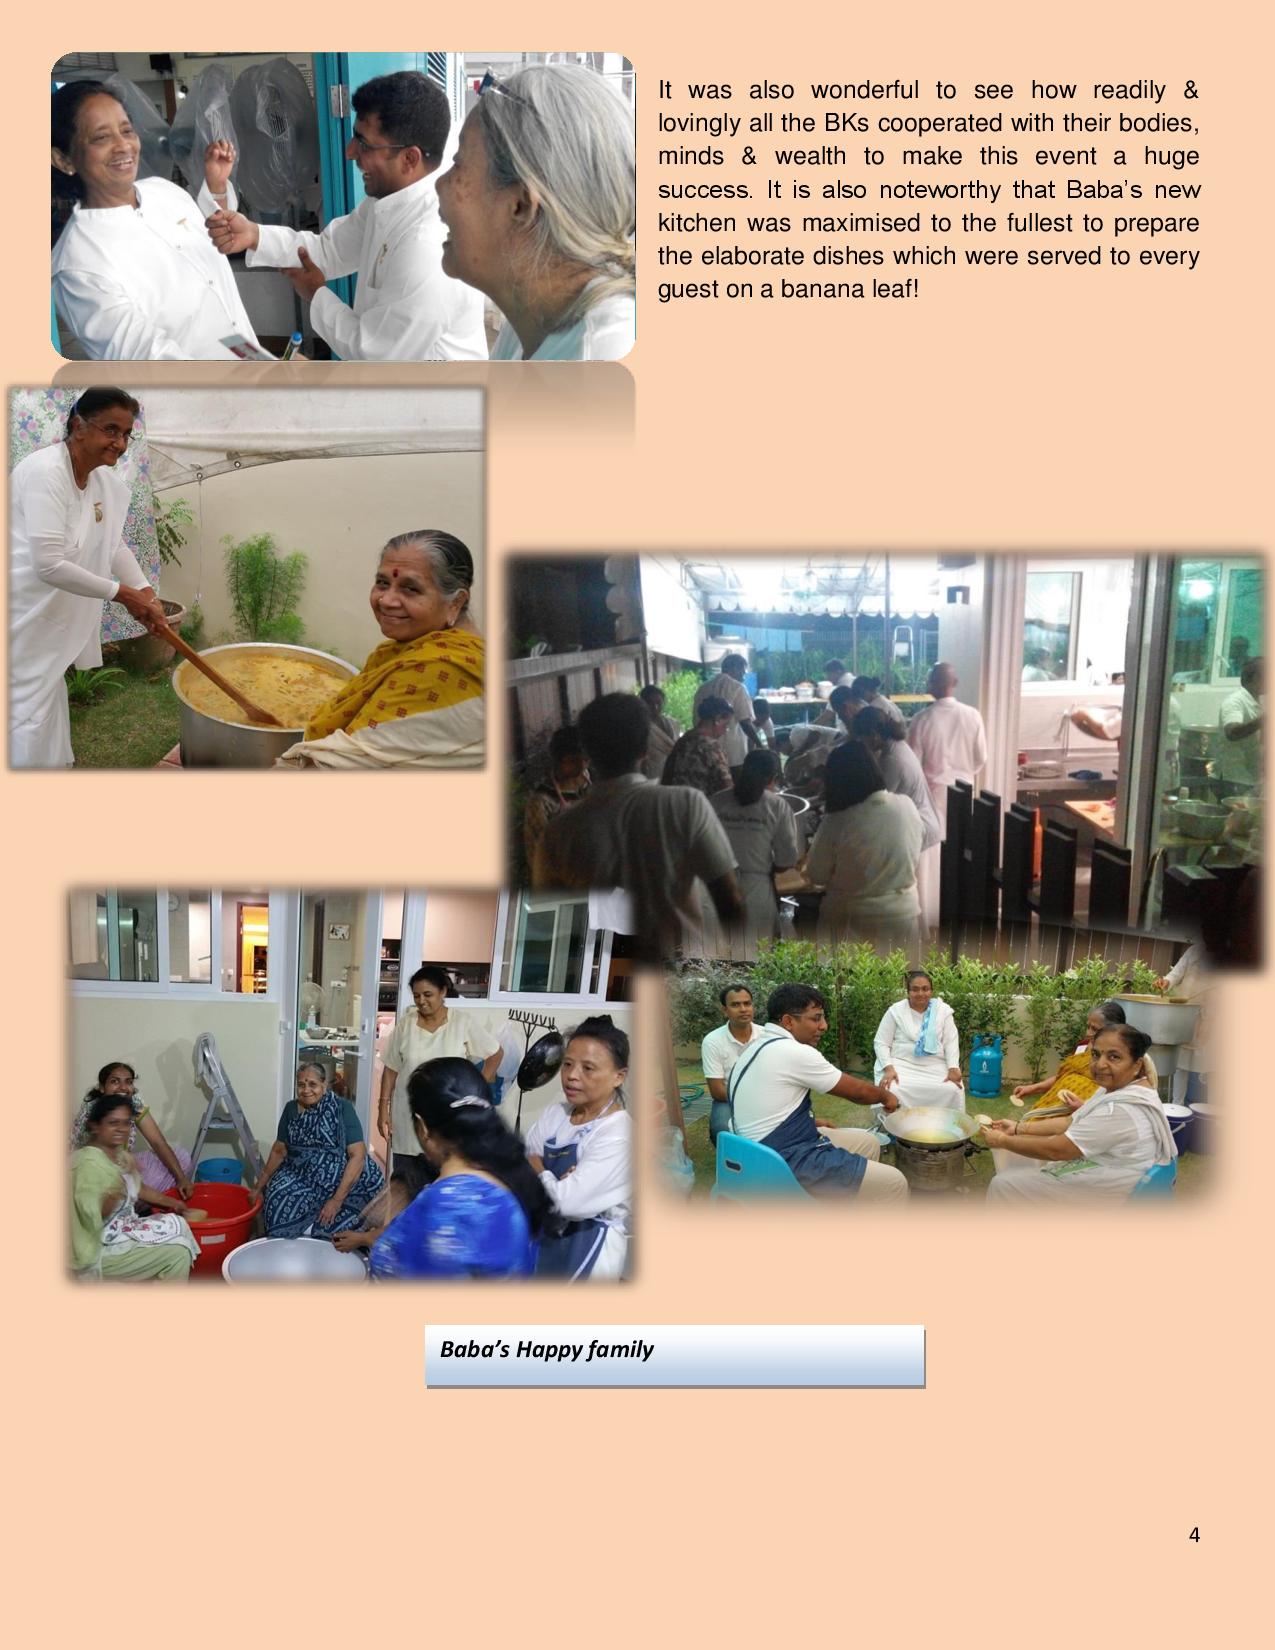 It was also wonderful to see how readily &
lovingly all the BKs cooperated with their bodies,
minds & wealth to make this event a huge
success. It is also noteworthy that Baba’s new
kitchen was maximised to the fullest to prepare
the elaborate dishes which were served to every
guest on a banana leaf!
Baba’s Happy family
4